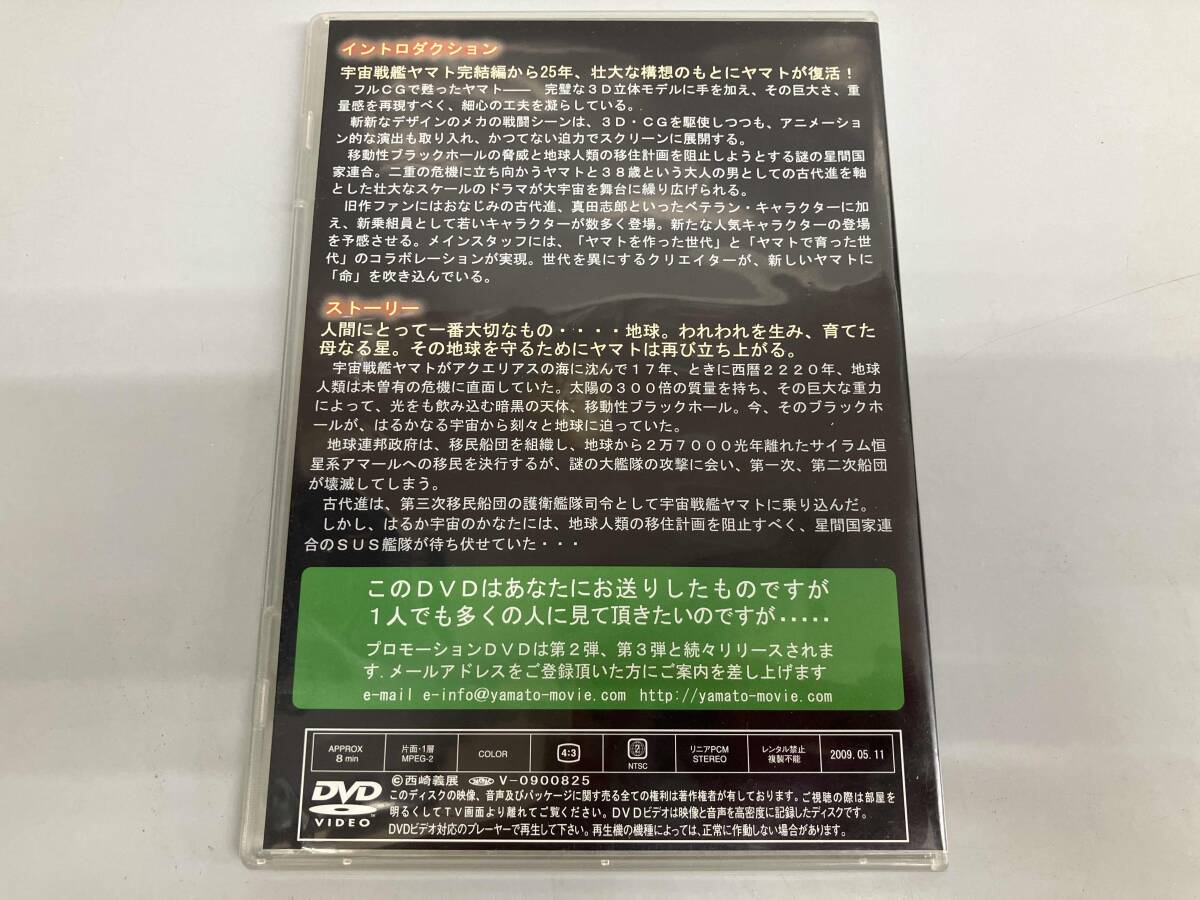 イントロダクション
宇宙戦艦ヤマト完結編から25年、壮大な構想のもとにヤマトが復活！
フルＣＧで甦ったヤマト―― 完璧な３Ｄ立体モデルに手を加え、その巨大さ、重
量感を再現すべく、細心の工夫を凝らしている。
斬新なデザインのメカの戦闘シーンは、３Ｄ・ＣＧを駆使しつつも、アニメーショ
ン的な演出も取り入れ、かつてない迫力でスクリーンに展開する。
移動性ブラックホールの脅威と地球人類の移住計画を阻止しようとする謎の星間国
家連合。二重の危機に立ち向かうヤマトと３８歳という大人の男としての古代進を軸
とした壮大なスケールのドラマが大宇宙を舞台に繰り広げられる。
旧作ファンにはおなじみの古代進、真田志郎といったベテラン・キャラクターに加
え、新乗組員として若いキャラクターが数多く登場。新たな人気キャラクターの登場
を予感させる。メインスタッフには、「ヤマトを作った世代」と「ヤマトで育った世
代」のコラボレーションが実現。世代を異にするクリエイターが、新しいヤマトに
「命」を吹き込んでいる。
ストーリー
人間にとって一番大切なもの・・・・地球。われわれを生み、育てた
母なる星。その地球を守るためにヤマトは再び立ち上がる。
宇宙戦艦ヤマトがアクエリアスの海に沈んで１７年、ときに西暦２２２０年、地球
人類は未曽有の危機に直面していた。太陽の３００倍の質量を持ち、その巨大な重力
によって、光をも飲み込む暗黒の天体、移動性ブラックホール。今、そのブラックホ
ールが、はるかなる宇宙から刻々と地球に迫っていた。
地球連邦政府は、移民船団を組織し、地球から２万７０００光年離れたサイラム恒
星系アマールへの移民を決行するが、謎の大艦隊の攻撃に会い、第一次、第二次船団
が壊滅してしまう。
古代進は、第三次移民船団の護衛艦隊司令として宇宙戦艦ヤマトに乗り込んだ。
しかし、はるか宇宙のかなたには、地球人類の移住計画を阻止すべく、星間国家連
合のＳＵＳ艦隊が待ち伏せていた・・・
このＤＶＤはあなたにお送りしたものですが
１人でも多くの人に見て頂きたいのですが・・・・・
プロモーションＤＶＤは第２弾、第３弾と続々リリースされま
す.メールアドレスをご登録頂いた方にご案内を差し上げます
e-mail e-info@yamato-movie.com http://yamato-movie.com
APPROX 8 min
片面・1層 MPEG-2
COLOR
4:3
2 NTSC
リニアPCM STEREO
レンタル禁止 複製不能
2009.05.11
DVD VIDEO
©西崎義展 V-0900825
このディスクの映像、音声及びパッケージに関す売る全ての権利は著作権者が有しております。ご視聴の際は部屋を
明るくしてＴＶ画面より離れてご覧ください。ＤＶＤビデオは映像と音声を高密度に記録したディスクです。
DVDビデオ対応のプレーヤーで再生して下さい。再生機の機種によっては、正常に作動しない場合があります。